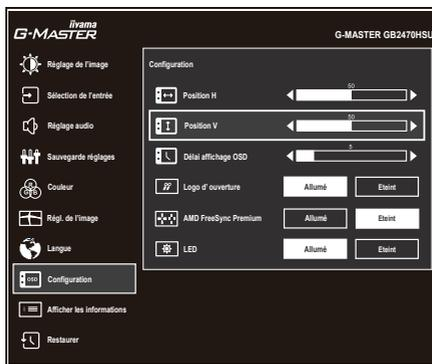 iiyama
G-MASTER
G-MASTER GB2470HSU
Réglage de l'image
Sélection de l'entrée
Réglage audio
Sauvegarde réglages
Couleur
Régl. de l'image
Langue
OSD
Configuration
Afficher les informations
Restaurer
Configuration
Position H
50
Position V
50
Délai affichage OSD
5
Logo d' ouverture
Allumé
Eteint
AMD FreeSync Premium
Allumé
Eteint
LED
Allumé
Eteint